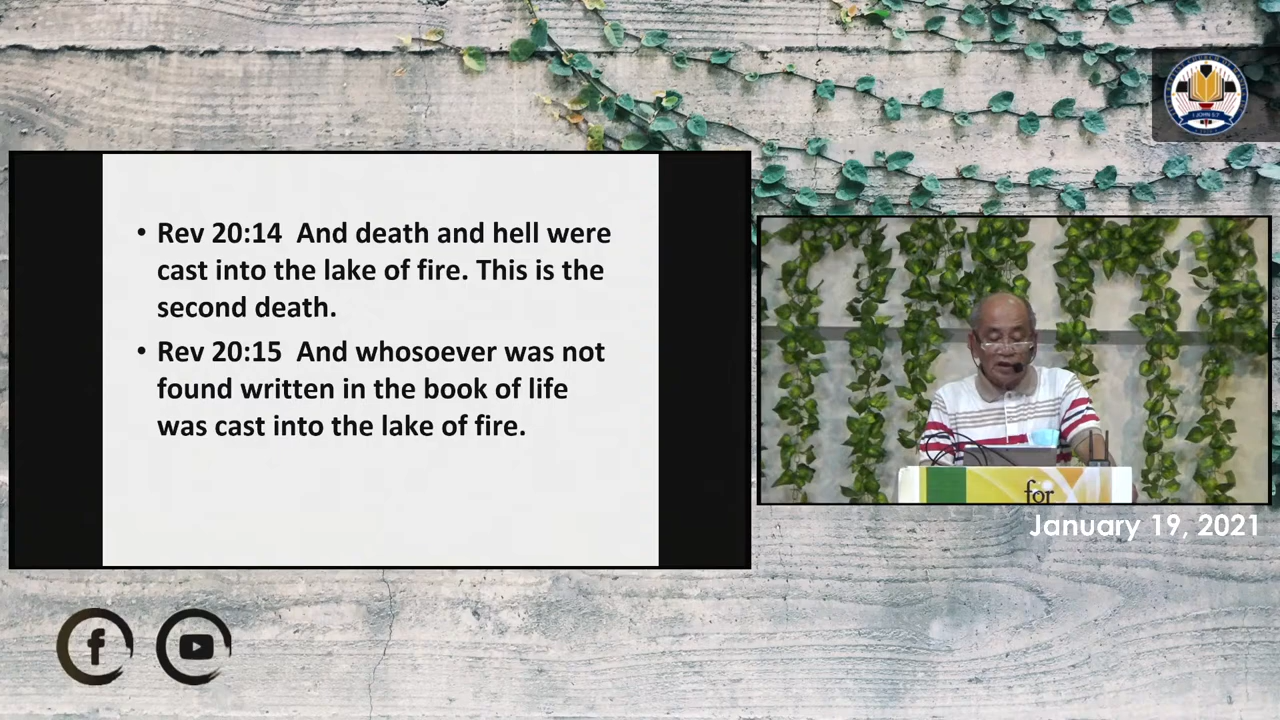 • Rev 20:14  And death and hell were
cast into the lake of fire. This is the
second death.
• Rev 20:15  And whosoever was not
found written in the book of life
was cast into the lake of fire.
for
January 19, 2021